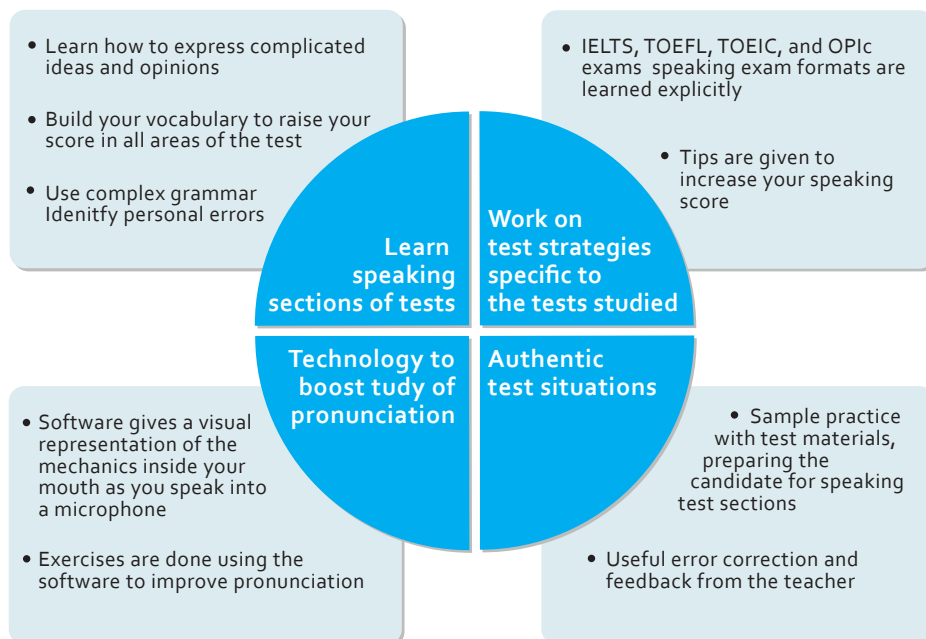 • Learn how to express complicated
ideas and opinions
• Build your vocabulary to raise your
score in all areas of the test
• Use complex grammar
Idenitfy personal errors
• IELTS, TOEFL, TOEIC, and OPIc
exams  speaking exam formats are
learned explicitly
• Tips are given to
increase your speaking
score
Learn
speaking
sections of tests
Work on
test strategies
specific to
the tests studied
Technology to
boost tudy of
pronunciation
Authentic
test situations
• Software gives a visual
representation of the
mechanics inside your
mouth as you speak into
a microphone
• Exercises are done using the
software to improve pronunciation
• Sample practice
with test materials,
preparing the
candidate for speaking
test sections
• Useful error correction and
feedback from the teacher